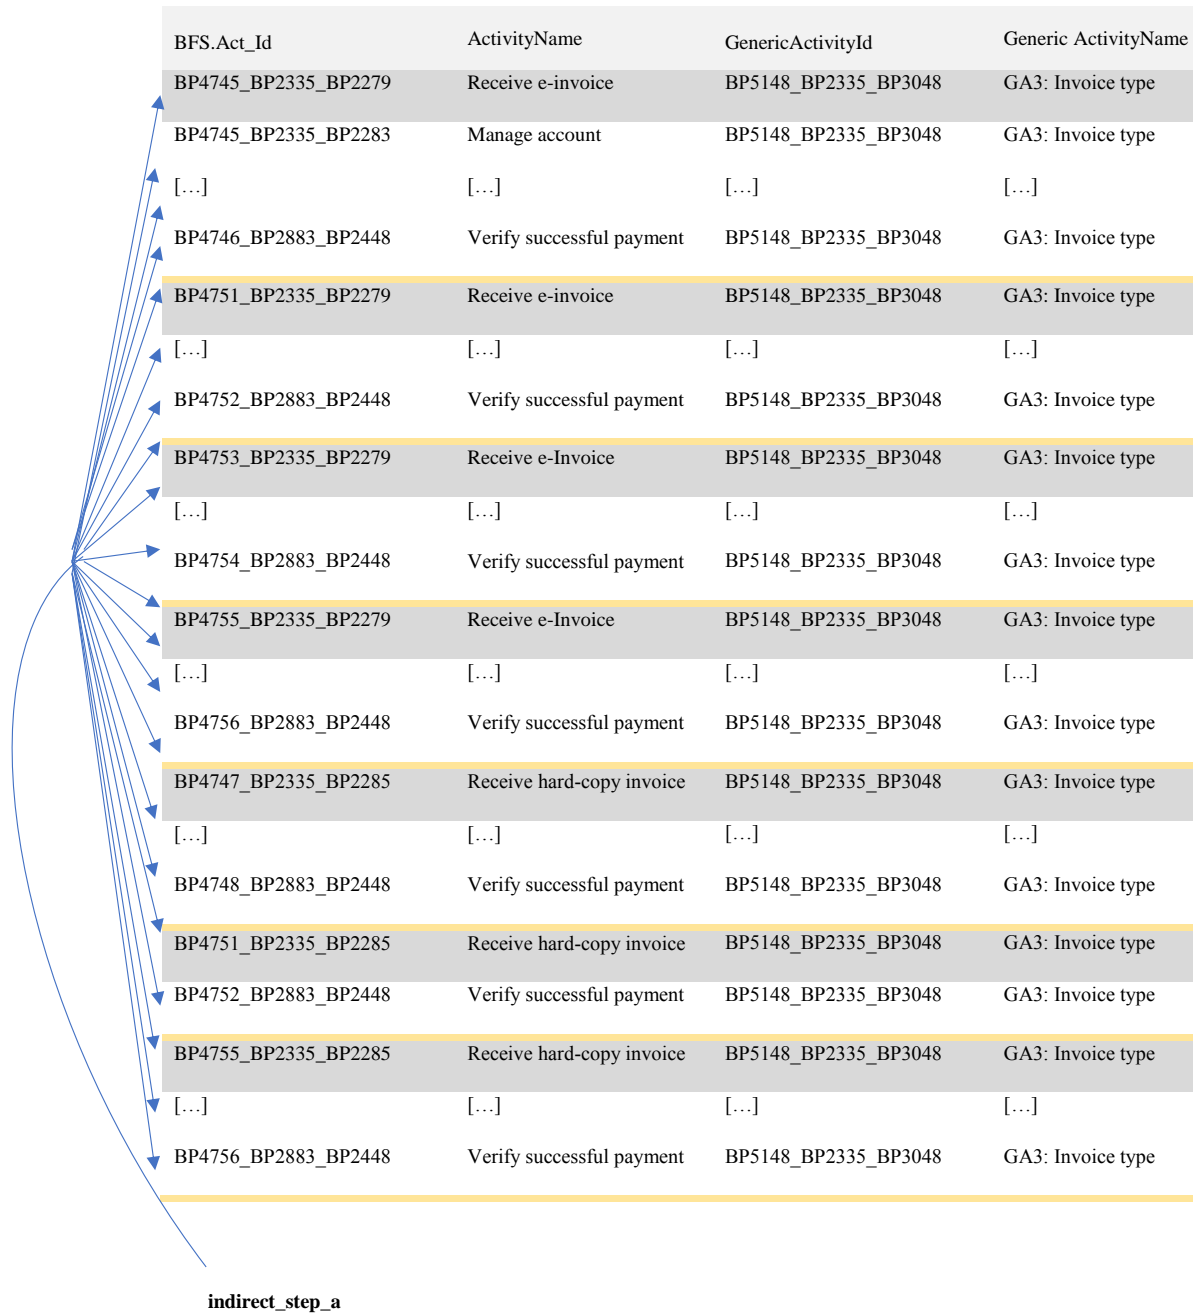 BFS.Act_Id ActivityName GenericActivityId Generic ActivityName
BP4745_BP2335_BP2279 Receive e-invoice BP5148_BP2335_BP3048 GA3: Invoice type
BP4745_BP2335_BP2283 Manage account BP5148_BP2335_BP3048 GA3: Invoice type
[…] […] […] […]
BP4746_BP2883_BP2448 Verify successful payment BP5148_BP2335_BP3048 GA3: Invoice type
BP4751_BP2335_BP2279 Receive e-invoice BP5148_BP2335_BP3048 GA3: Invoice type
[…] […] […] […]
BP4752_BP2883_BP2448 Verify successful payment BP5148_BP2335_BP3048 GA3: Invoice type
BP4753_BP2335_BP2279 Receive e-Invoice BP5148_BP2335_BP3048 GA3: Invoice type
[…] […] […] […]
BP4754_BP2883_BP2448 Verify successful payment BP5148_BP2335_BP3048 GA3: Invoice type
BP4755_BP2335_BP2279 Receive e-Invoice BP5148_BP2335_BP3048 GA3: Invoice type
[…] […] […] […]
BP4756_BP2883_BP2448 Verify successful payment BP5148_BP2335_BP3048 GA3: Invoice type
BP4747_BP2335_BP2285 Receive hard-copy invoice BP5148_BP2335_BP3048 GA3: Invoice type
[…] […] […] […]
BP4748_BP2883_BP2448 Verify successful payment BP5148_BP2335_BP3048 GA3: Invoice type
BP4751_BP2335_BP2285 Receive hard-copy invoice BP5148_BP2335_BP3048 GA3: Invoice type
BP4752_BP2883_BP2448 Verify successful payment BP5148_BP2335_BP3048 GA3: Invoice type
BP4755_BP2335_BP2285 Receive hard-copy invoice BP5148_BP2335_BP3048 GA3: Invoice type
[…] […] […] […]
BP4756_BP2883_BP2448 Verify successful payment BP5148_BP2335_BP3048 GA3: Invoice type
indirect_step_a